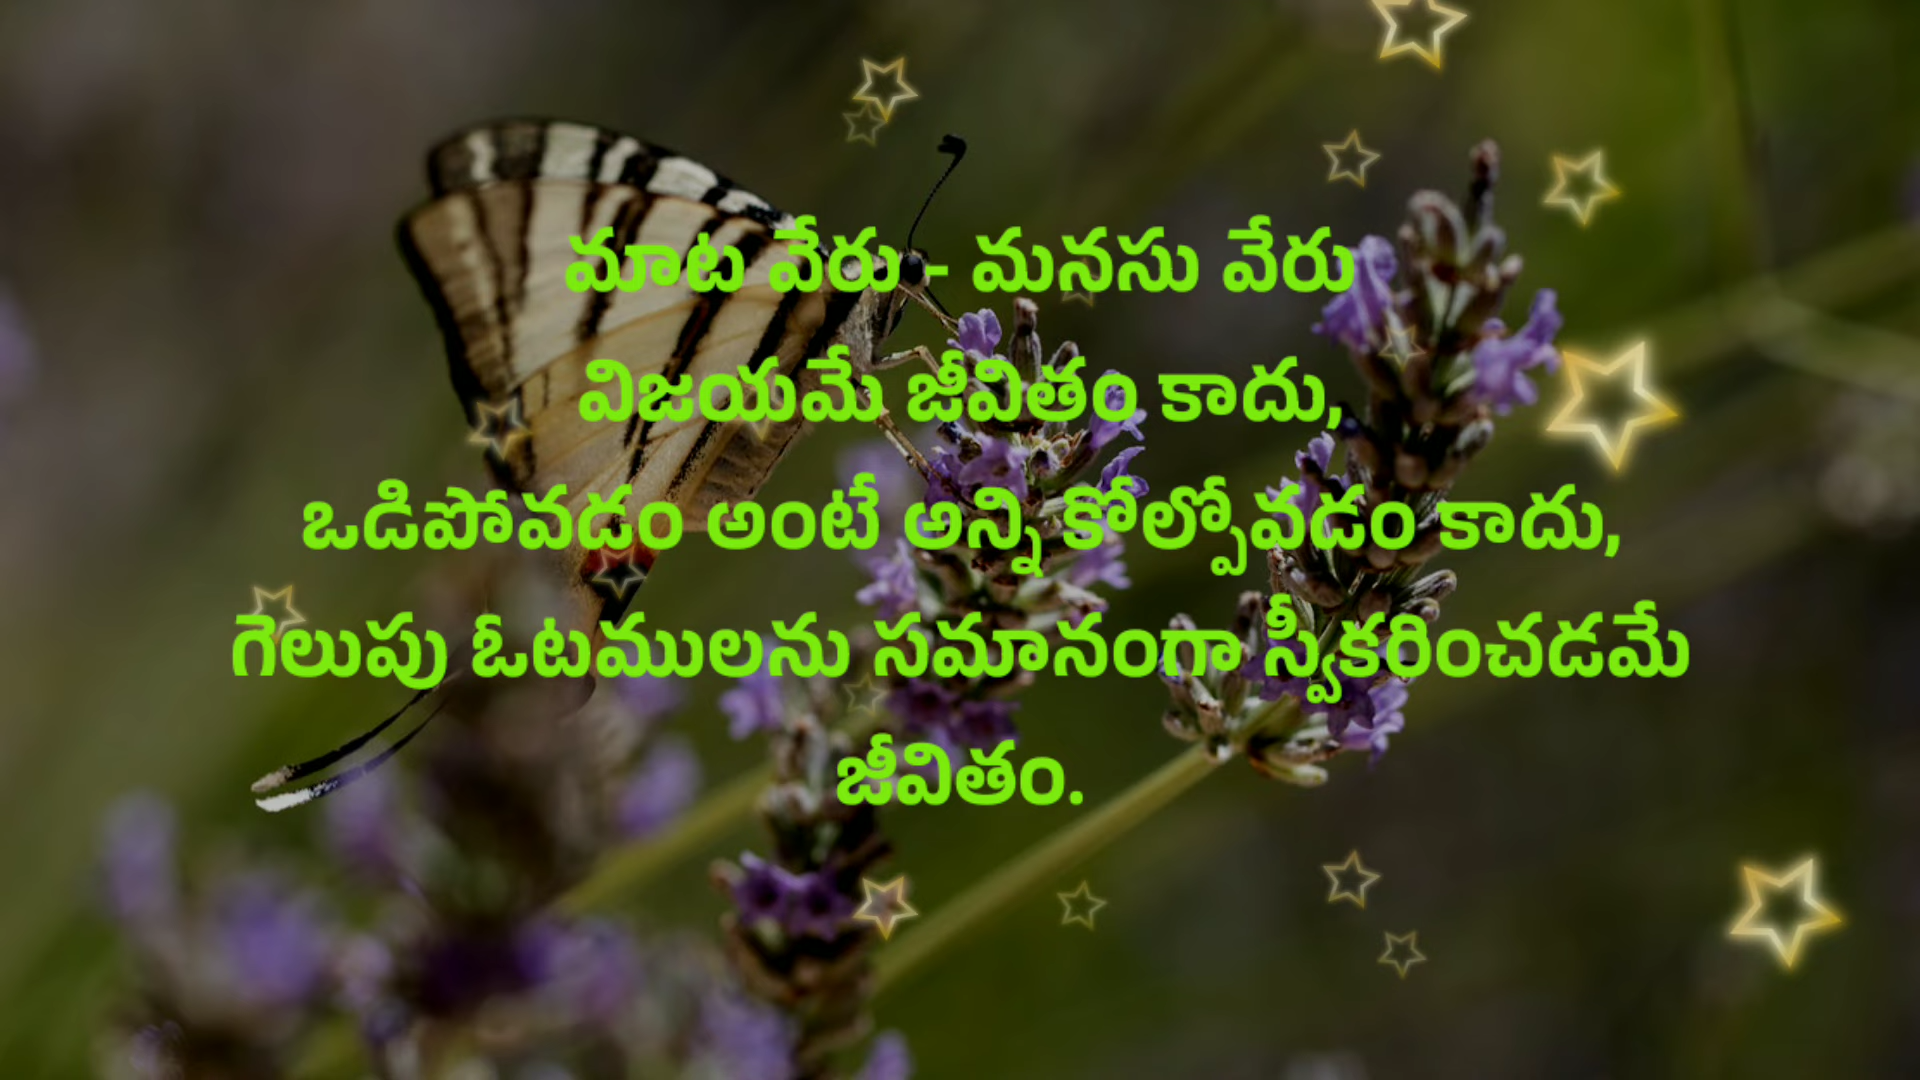 మాట వేరు - మనసు వేరు
విజయమే జీవితం కాదు,
ఒడిపోవడం అంటే అన్ని కోల్పోవడం కాదు,
గెలుపు ఓటములను సమానంగా స్వీకరించడమే
జీవితం.